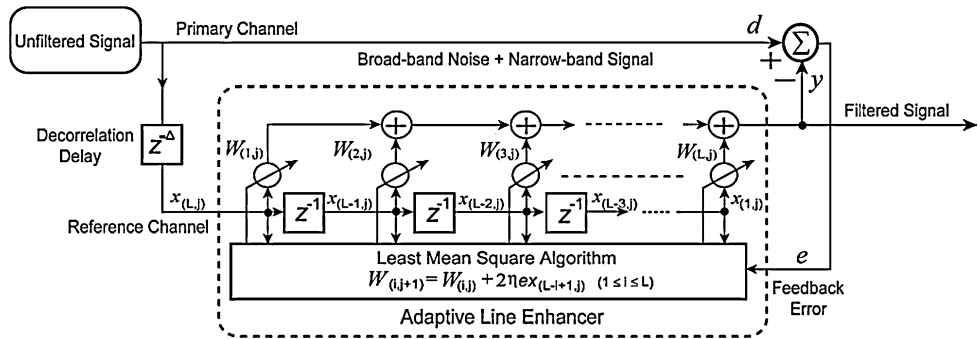 Unfiltered Signal
Primary Channel
d
Σ
+
−
y
Broad-band Noise + Narrow-band Signal
Filtered Signal
Decorrelation
Delay
z^-Δ
W(1,j)
W(2,j)
W(3,j)
W(L,j)
+
+
+
x(L,j)
z^-1
x(L-1,j)
z^-1
x(L-2,j)
z^-1
x(L-3,j)
x(1,j)
Reference Channel
Least Mean Square Algorithm
W(i,j+1) = W(i,j) + 2ηex(L-i+1,j) (1 ≤ i ≤ L)
e
Feedback
Error
Adaptive Line Enhancer